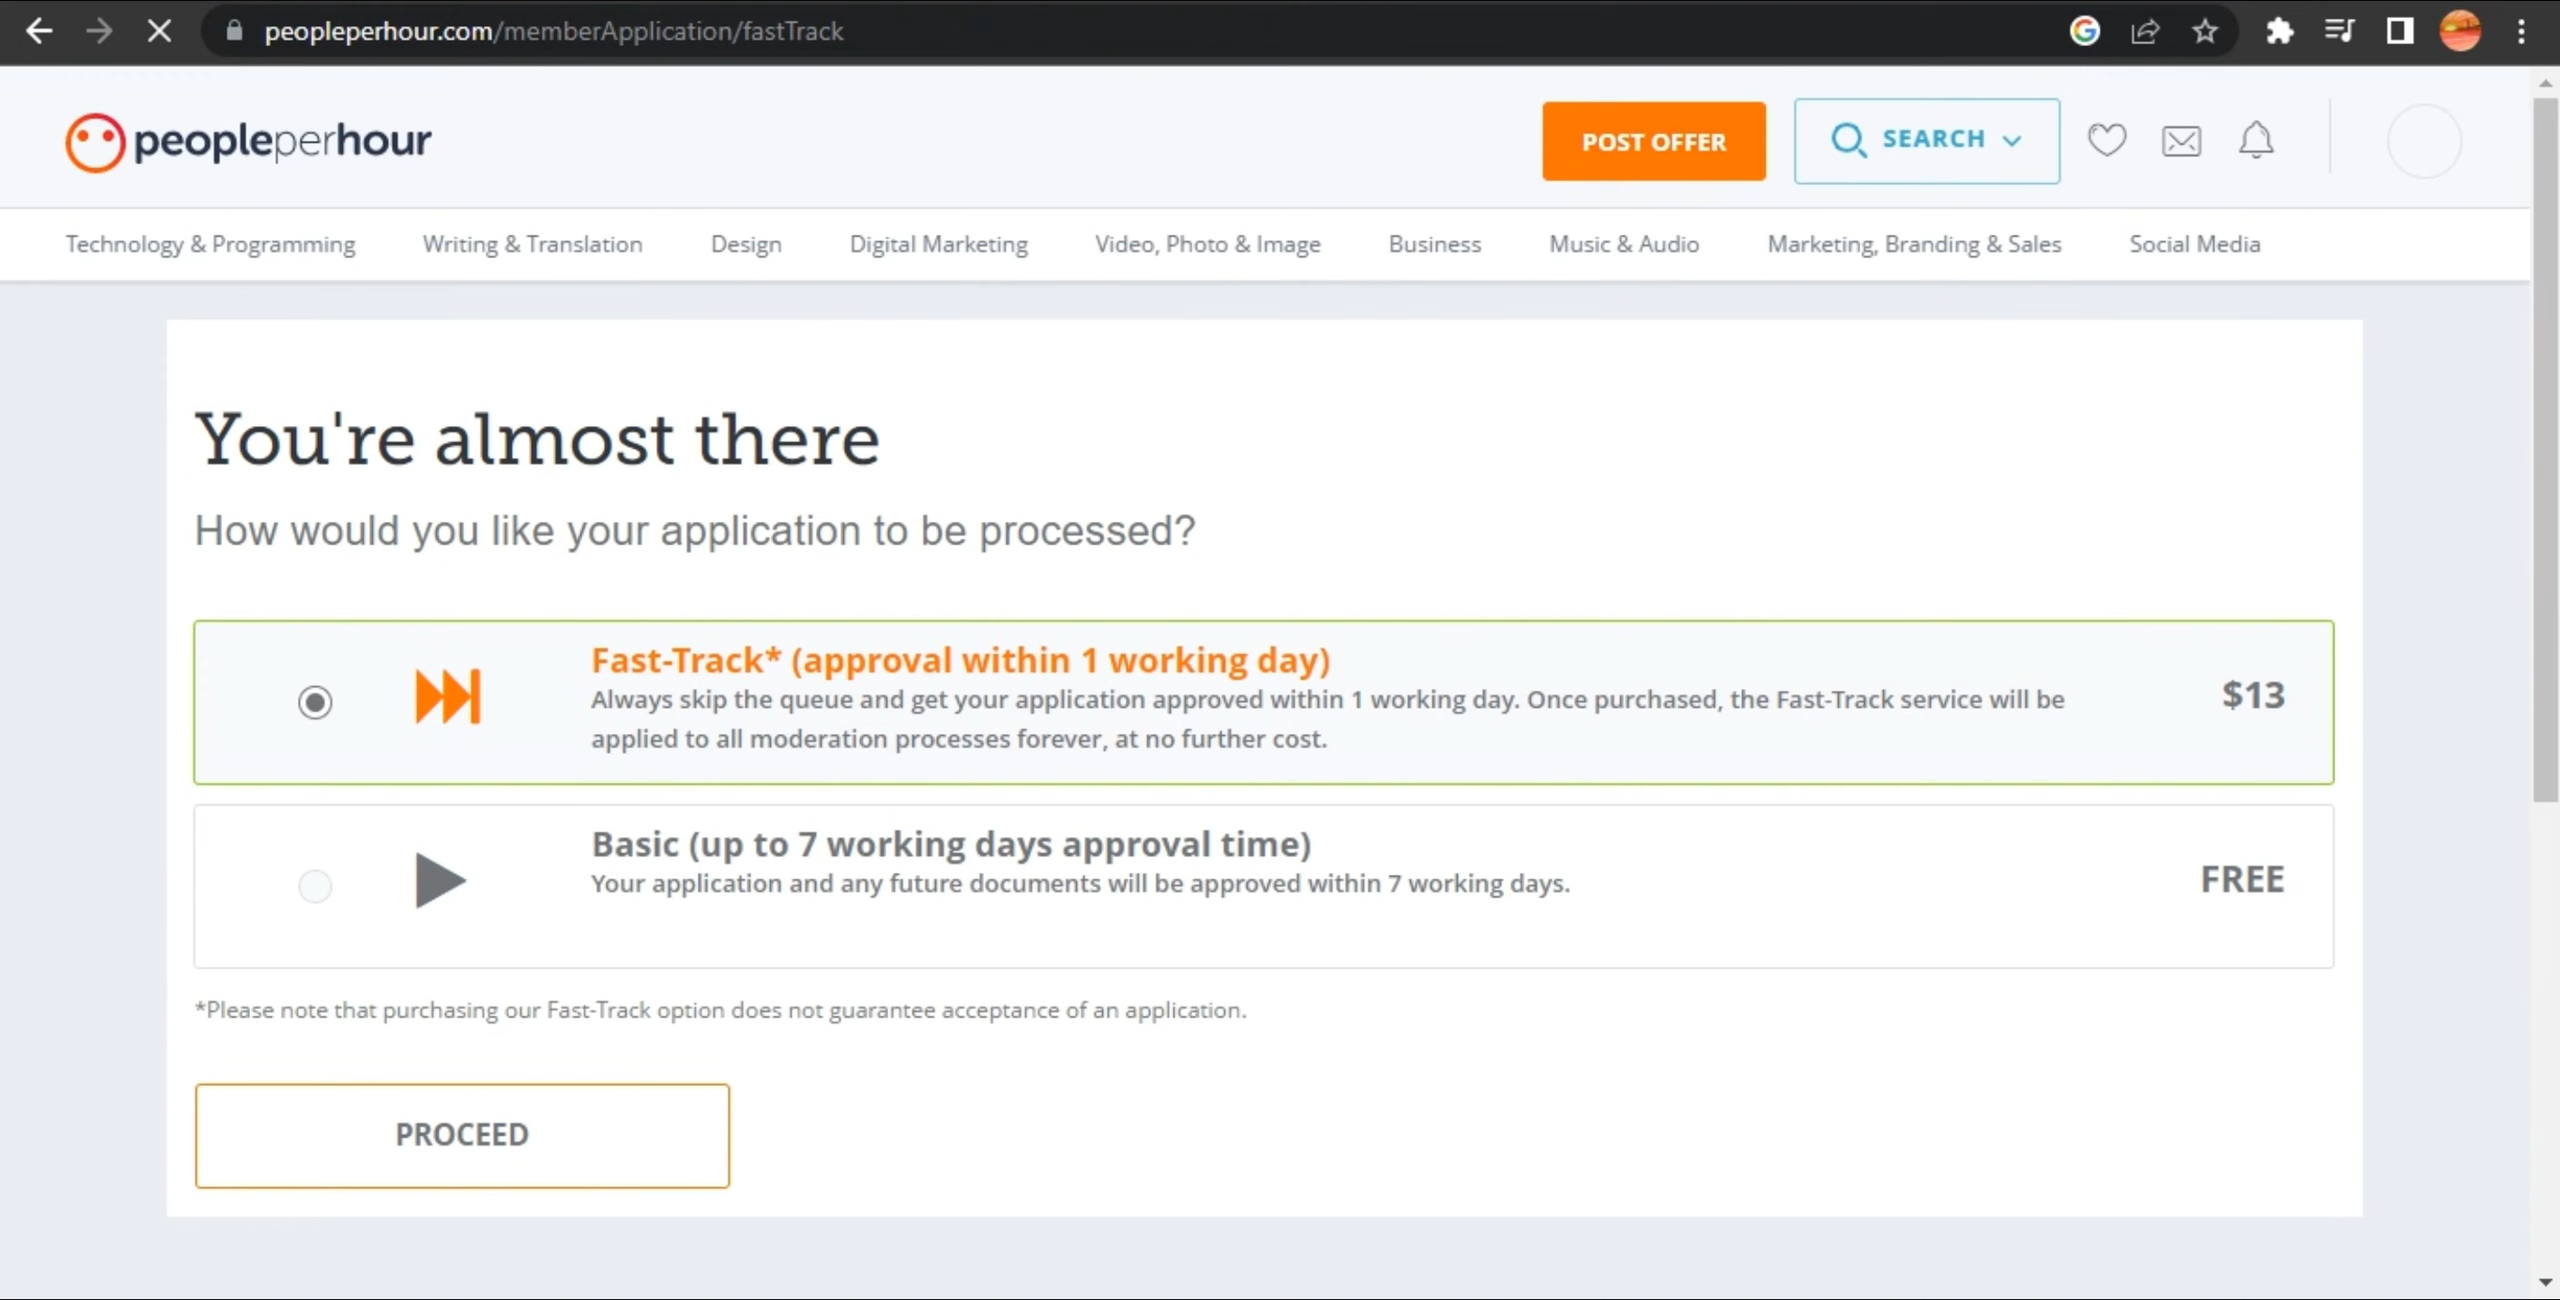 peopleperhour.com/memberApplication/fastTrack
peopleperhour
POST OFFER
SEARCH
Technology & Programming
Writing & Translation
Design
Digital Marketing
Video, Photo & Image
Business
Music & Audio
Marketing, Branding & Sales
Social Media
You're almost there
How would you like your application to be processed?
Fast-Track* (approval within 1 working day)
Always skip the queue and get your application approved within 1 working day. Once purchased, the Fast-Track service will be
applied to all moderation processes forever, at no further cost.
$13
Basic (up to 7 working days approval time)
Your application and any future documents will be approved within 7 working days.
FREE
*Please note that purchasing our Fast-Track option does not guarantee acceptance of an application.
PROCEED